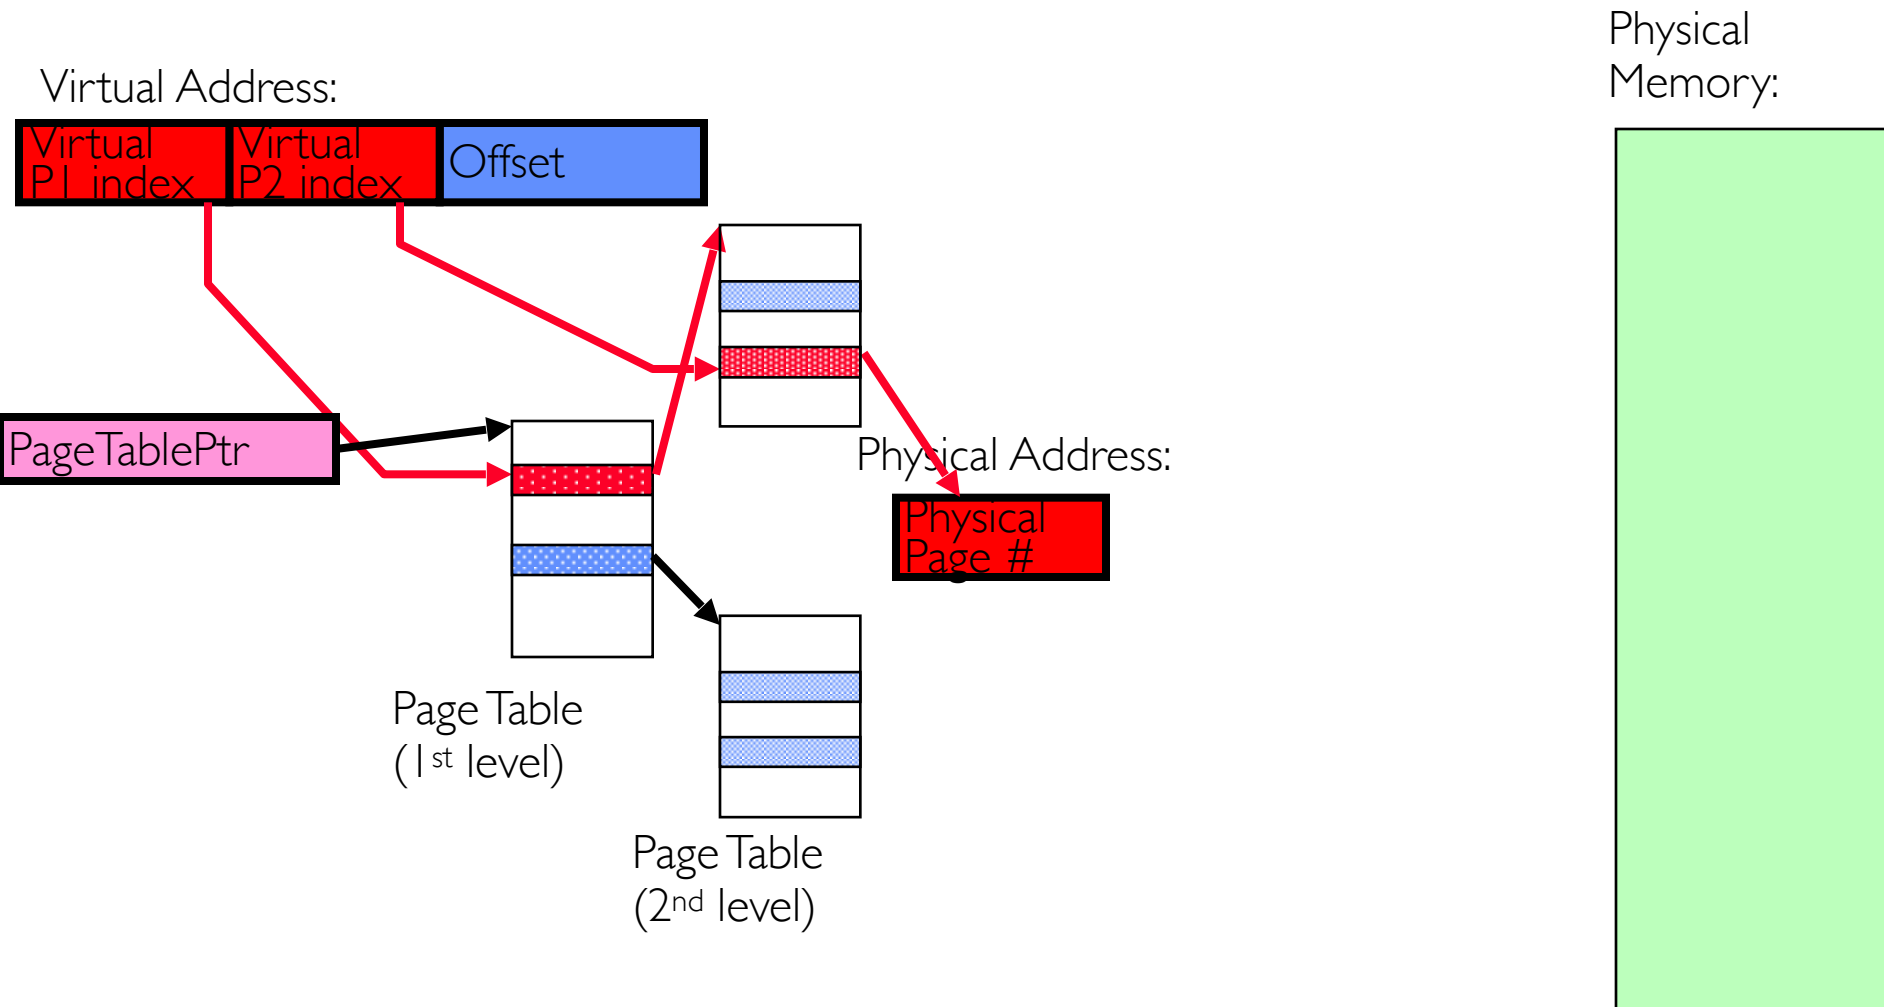 Physical
Memory:
Virtual Address:
Virtual
P1 index
Virtual
P2 index
Offset
PageTablePtr
Physical Address:
Physical
Page #
Page Table
(1st level)
Page Table
(2nd level)